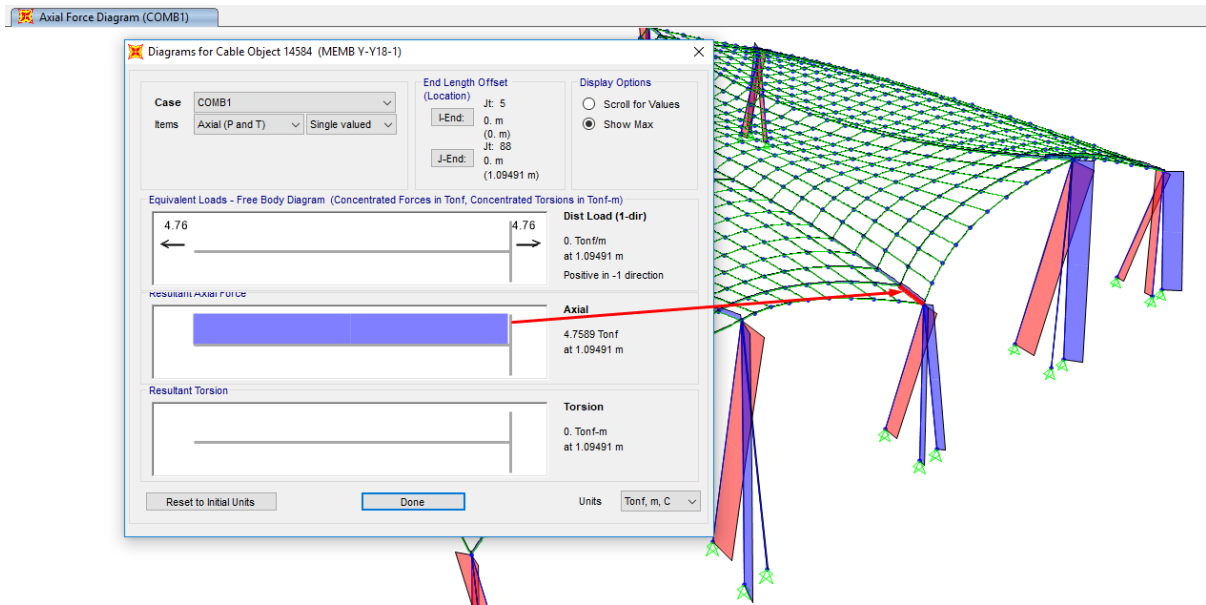 Axial Force Diagram (COMB1)
Diagrams for Cable Object 14584 (MEMB Y-Y18-1)
Case COMB1
Items Axial (P and T) Single valued
End Length Offset
(Location)
Jt: 5
I-End: 0. m
(0. m)
Jt: 88
J-End: 0. m
(1.09491 m)
Display Options
Scroll for Values
Show Max
Equivalent Loads - Free Body Diagram (Concentrated Forces in Tonf, Concentrated Torsions in Tonf-m)
4.76 4.76
Dist Load (1-dir)
0. Tonf/m
at 1.09491 m
Positive in -1 direction
Resultant Axial Force
Axial
4.7589 Tonf
at 1.09491 m
Resultant Torsion
Torsion
0. Tonf-m
at 1.09491 m
Reset to Initial Units Done Units Tonf, m, C